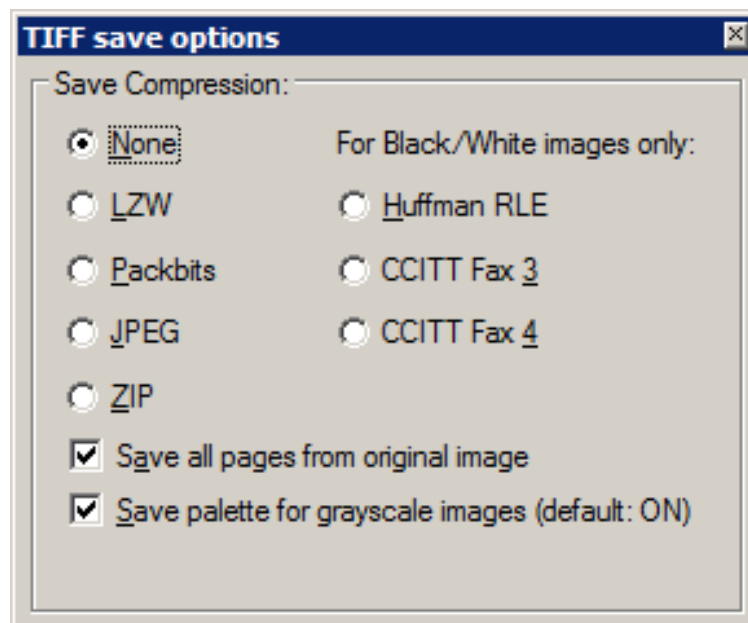 TIFF save options
Save Compression:
None
For Black/White images only:
LZW
Huffman RLE
Packbits
CCITT Fax 3
JPEG
CCITT Fax 4
ZIP
Save all pages from original image
Save palette for grayscale images (default: ON)